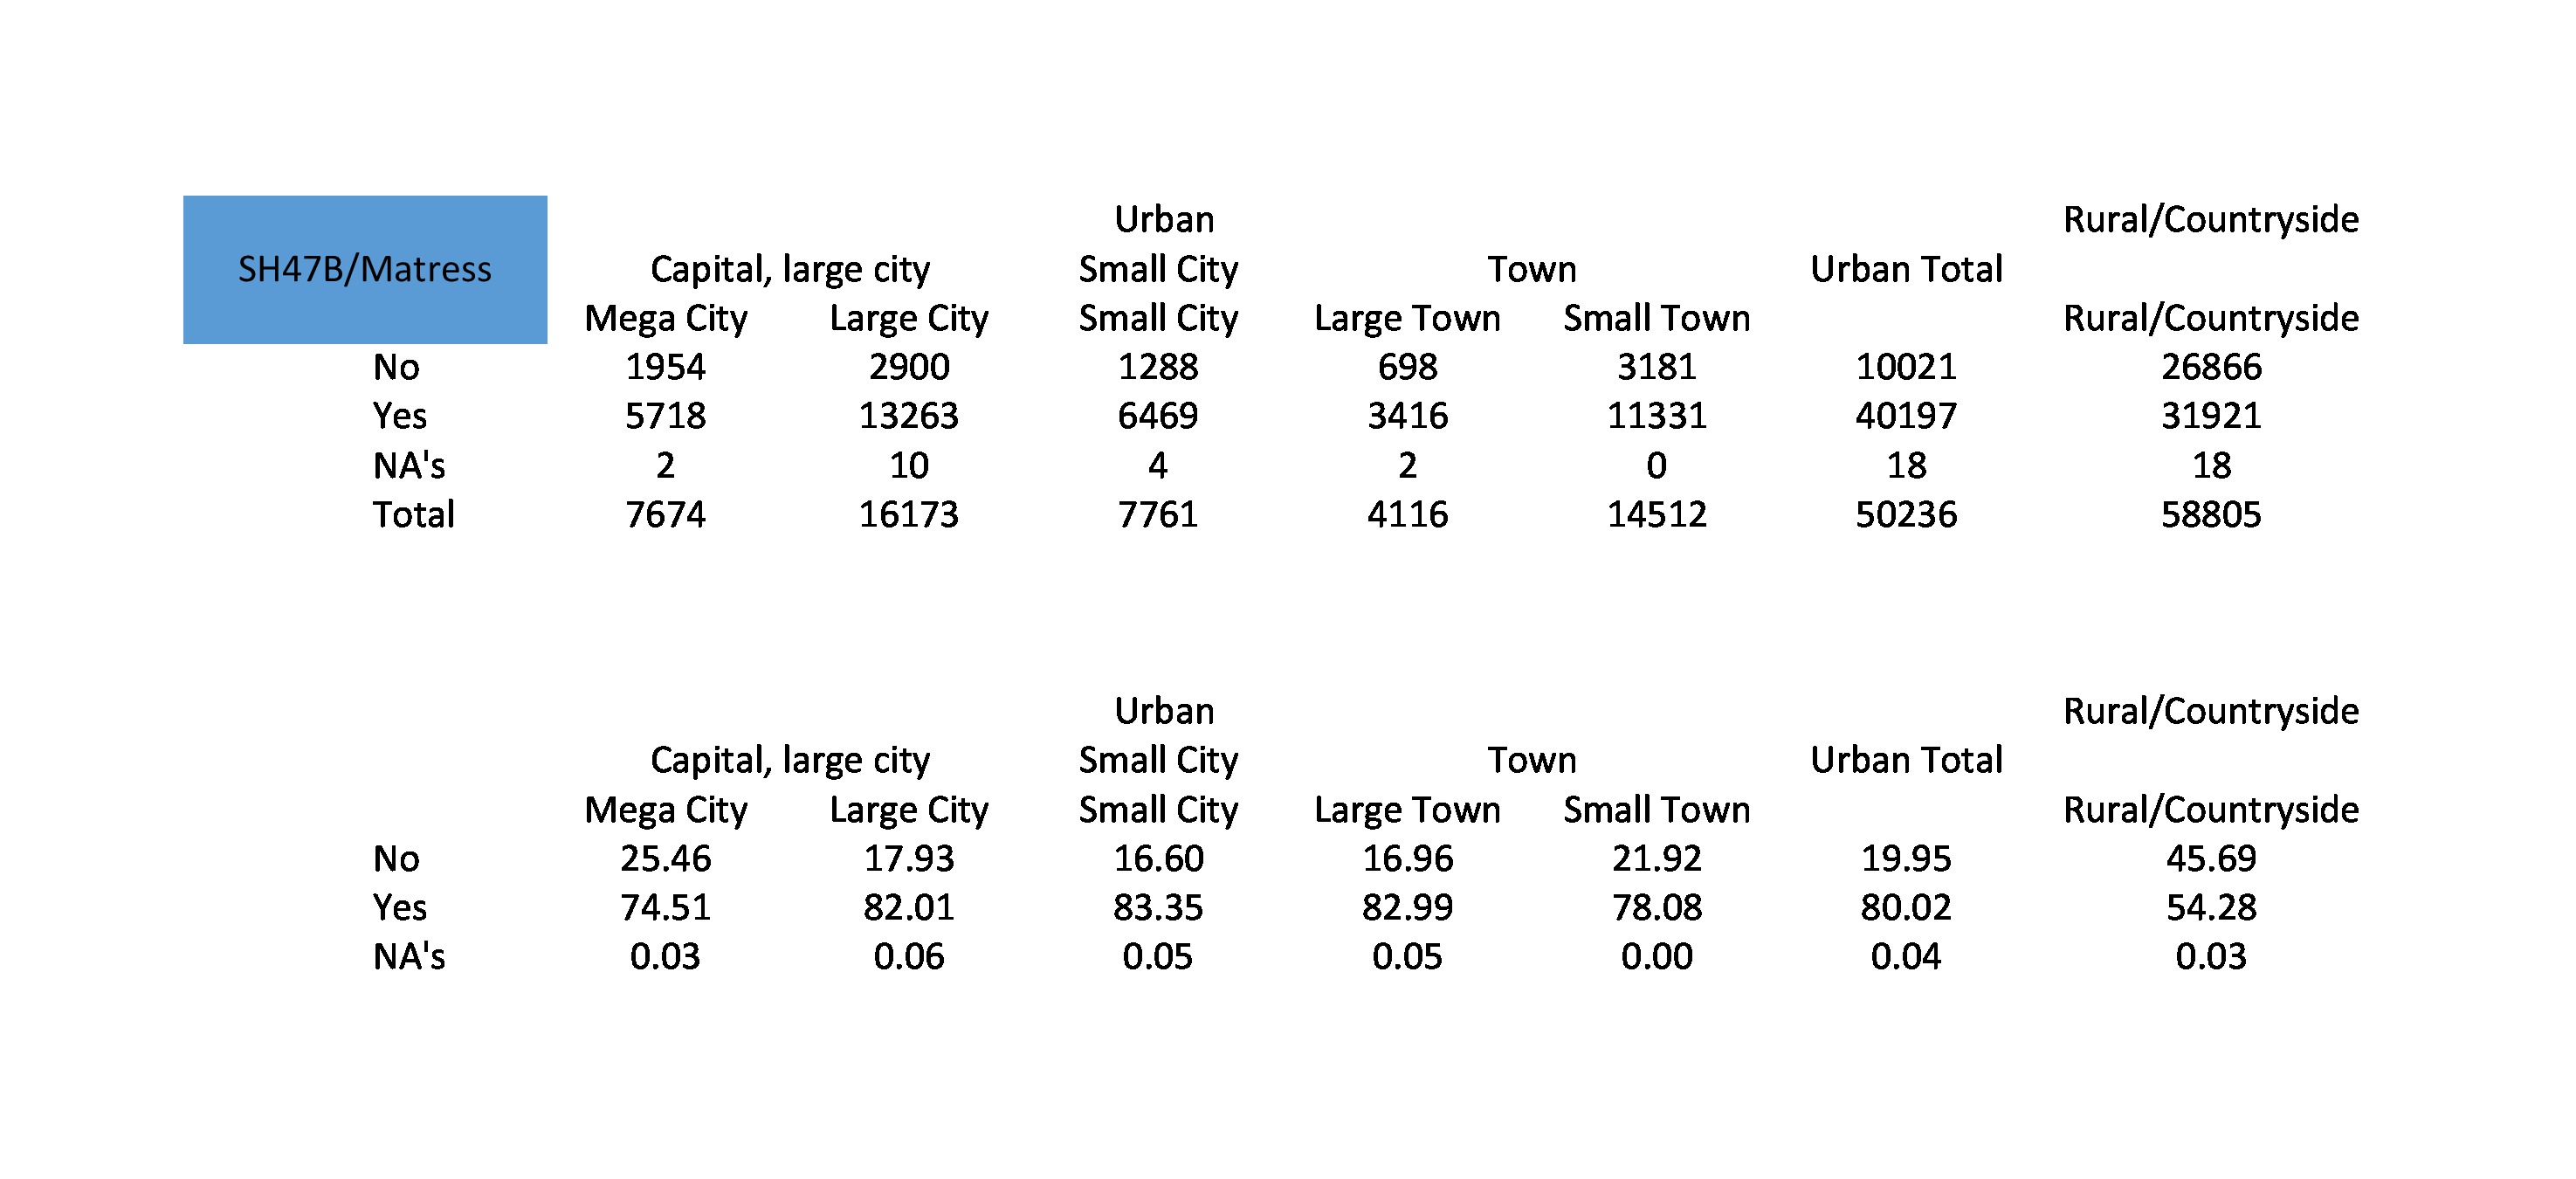 Urban Rural/Countryside
SH47B/Matress Capital, large city Small City Town Urban Total
Mega City Large City Small City Large Town Small Town Rural/Countryside
No 1954 2900 1288 698 3181 10021 26866
Yes 5718 13263 6469 3416 11331 40197 31921
NA's 2 10 4 2 0 18 18
Total 7674 16173 7761 4116 14512 50236 58805
Urban Rural/Countryside
Capital, large city Small City Town Urban Total
Mega City Large City Small City Large Town Small Town Rural/Countryside
No 25.46 17.93 16.60 16.96 21.92 19.95 45.69
Yes 74.51 82.01 83.35 82.99 78.08 80.02 54.28
NA's 0.03 0.06 0.05 0.05 0.00 0.04 0.03